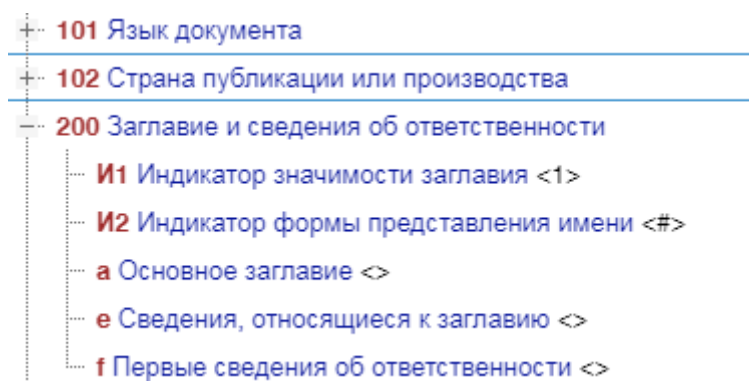 101 Язык документа
102 Страна публикации или производства
200 Заглавие и сведения об ответственности
И1 Индикатор значимости заглавия <1>
И2 Индикатор формы представления имени <#>
a Основное заглавие <>
e Сведения, относящиеся к заглавию <>
f Первые сведения об ответственности <>